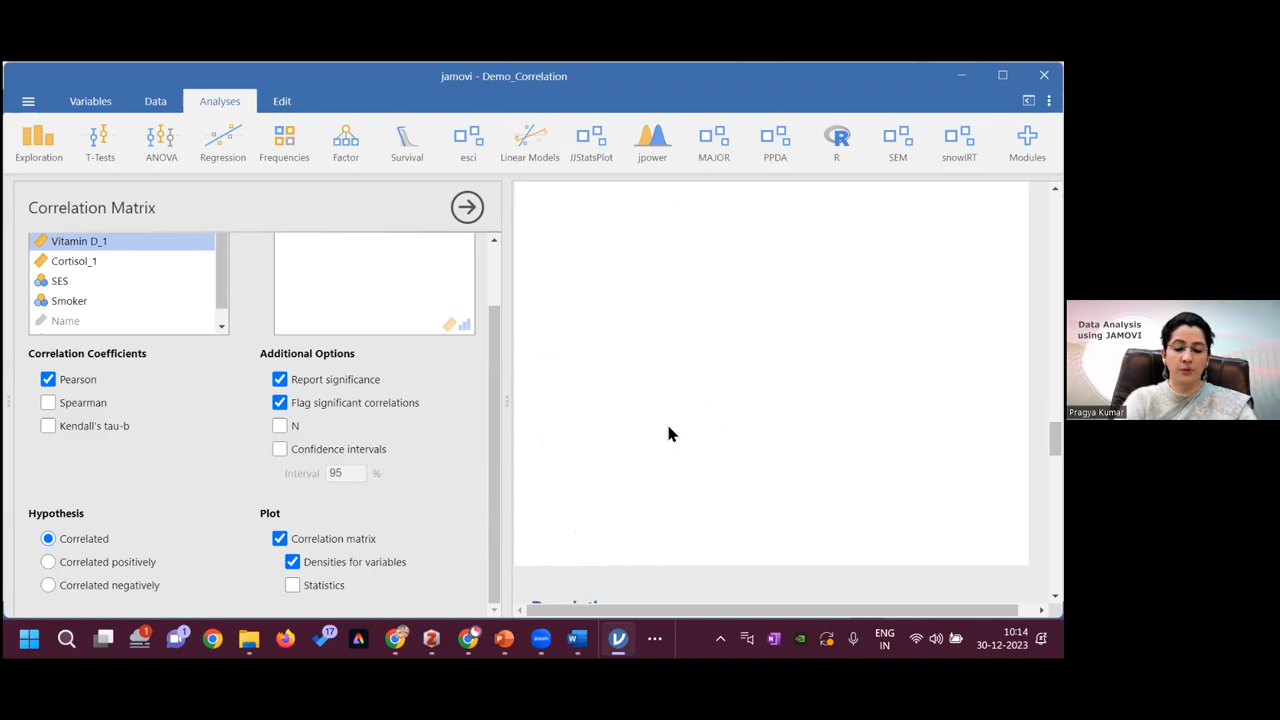 jamovi - Demo_Correlation
Variables Data Analyses Edit
Exploration T-Tests ANOVA Regression Frequencies Factor Survival esci Linear Models JJStatsPlot jpower MAJOR PPDA R SEM snowIRT Modules
Correlation Matrix
Vitamin D_1
Cortisol_1
SES
Smoker
Name
Correlation Coefficients
Pearson
Spearman
Kendall's tau-b
Additional Options
Report significance
Flag significant correlations
N
Confidence intervals
Interval 95 %
Hypothesis
Correlated
Correlated positively
Correlated negatively
Plot
Correlation matrix
Densities for variables
Statistics
Data Analysis
using JAMOVI
Pragya Kumar
1
1
17
ENG
IN
10:14
30-12-2023